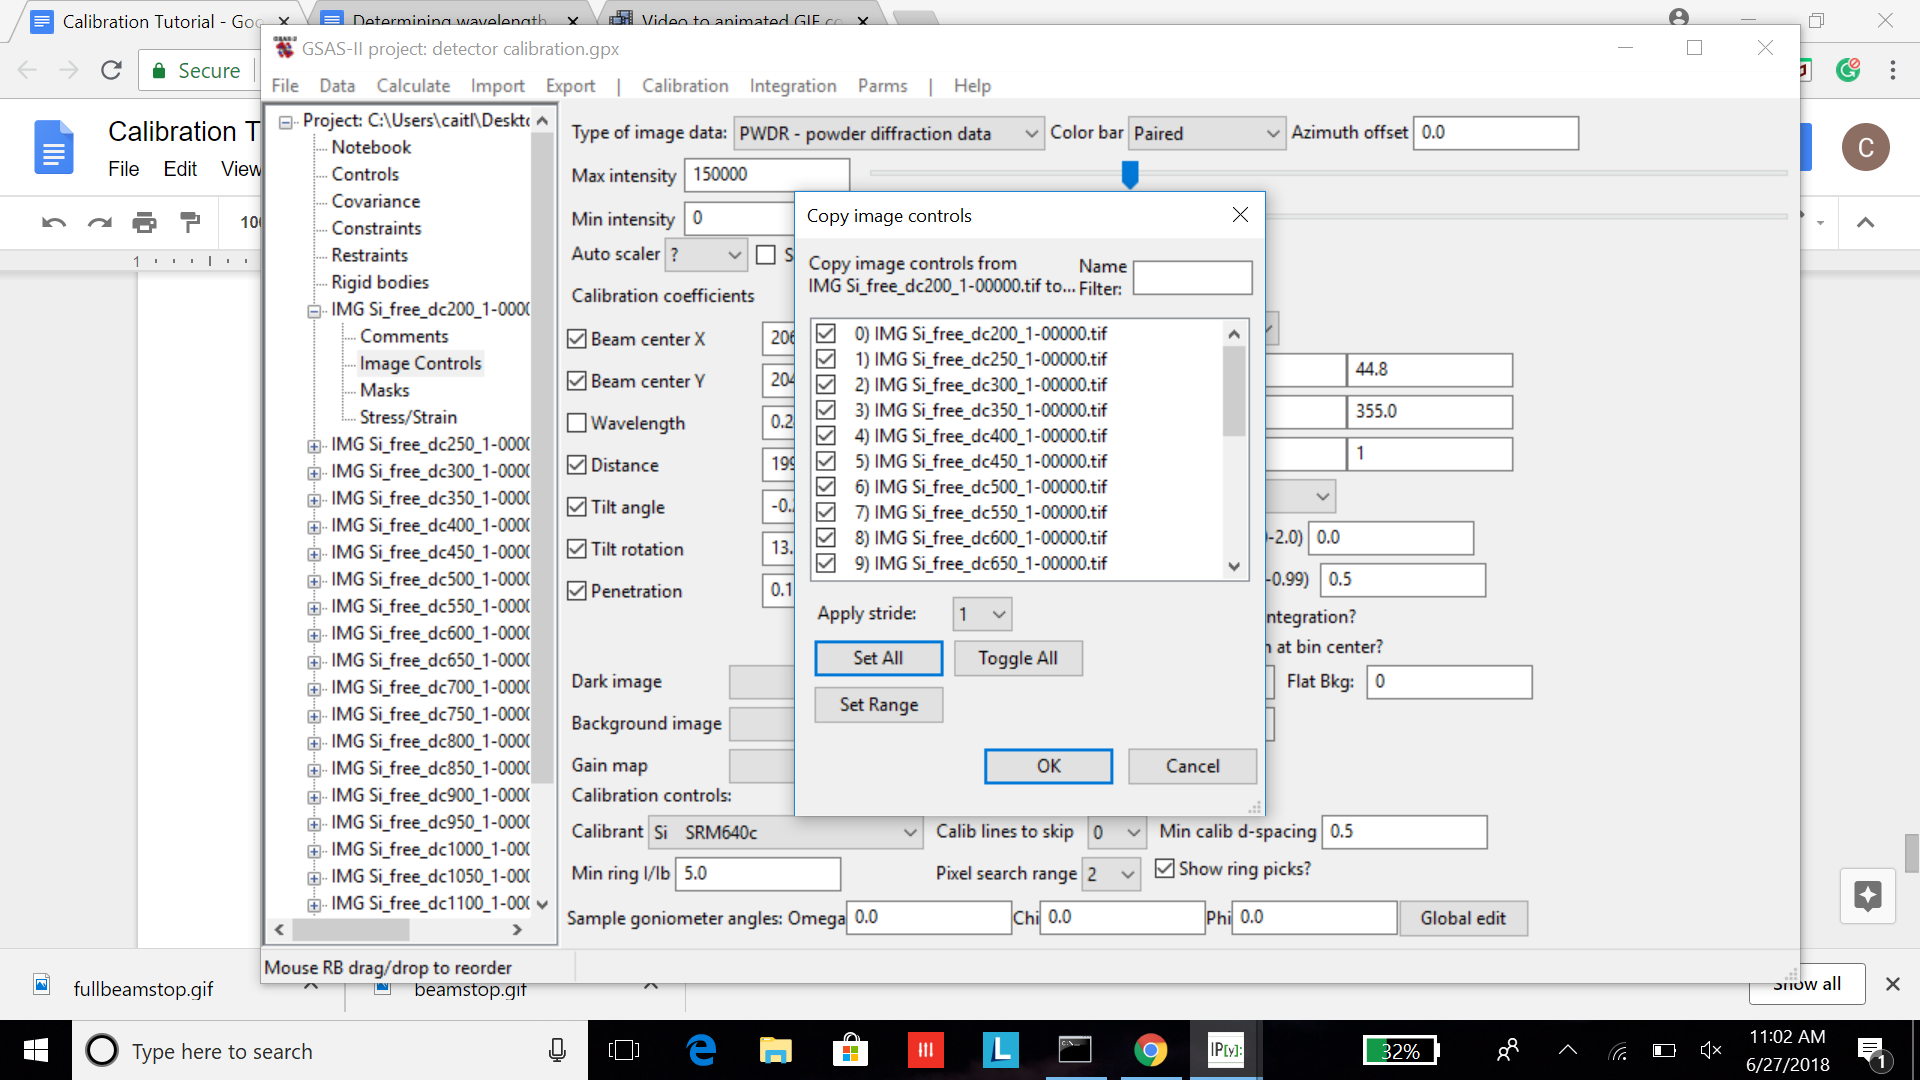 Calibration Tutorial - Goo
Determining wavelength
Video to animated GIF co
GSAS-II project: detector calibration.gpx
Secure
File Data Calculate Import Export | Calibration Integration Parms | Help
Calibration T
File Edit View
C
10
1
Project: C:\Users\caitl\Deskto
Notebook
Controls
Covariance
Constraints
Restraints
Rigid bodies
IMG Si_free_dc200_1-0000
Comments
Image Controls
Masks
Stress/Strain
IMG Si_free_dc250_1-0000
IMG Si_free_dc300_1-0000
IMG Si_free_dc350_1-0000
IMG Si_free_dc400_1-0000
IMG Si_free_dc450_1-0000
IMG Si_free_dc500_1-0000
IMG Si_free_dc550_1-0000
IMG Si_free_dc600_1-0000
IMG Si_free_dc650_1-0000
IMG Si_free_dc700_1-0000
IMG Si_free_dc750_1-0000
IMG Si_free_dc800_1-0000
IMG Si_free_dc850_1-0000
IMG Si_free_dc900_1-0000
IMG Si_free_dc950_1-0000
IMG Si_free_dc1000_1-000
IMG Si_free_dc1050_1-000
IMG Si_free_dc1100_1-000
Type of image data: PWDR - powder diffraction data Color bar Paired Azimuth offset 0.0
Max intensity 150000
Min intensity 0
Auto scaler ? S
Calibration coefficients
Beam center X 206
Beam center Y 204
Wavelength 0.2
Distance 199
Tilt angle -0.
Tilt rotation 13.
Penetration 0.1
Dark image
Background image
Gain map
Copy image controls
Copy image controls from
IMG Si_free_dc200_1-00000.tif to...
Name
Filter:
0) IMG Si_free_dc200_1-00000.tif
1) IMG Si_free_dc250_1-00000.tif
2) IMG Si_free_dc300_1-00000.tif
3) IMG Si_free_dc350_1-00000.tif
4) IMG Si_free_dc400_1-00000.tif
5) IMG Si_free_dc450_1-00000.tif
6) IMG Si_free_dc500_1-00000.tif
7) IMG Si_free_dc550_1-00000.tif
8) IMG Si_free_dc600_1-00000.tif
9) IMG Si_free_dc650_1-00000.tif
Apply stride: 1
Set All Toggle All
Set Range
OK Cancel
44.8
355.0
1
-2.0) 0.0
-0.99) 0.5
ntegration?
at bin center?
Flat Bkg: 0
Calibration controls:
Calibrant Si SRM640c Calib lines to skip 0 Min calib d-spacing 0.5
Min ring I/Ib 5.0 Pixel search range 2 Show ring picks?
Sample goniometer angles: Omega 0.0 Chi 0.0 Phi 0.0 Global edit
Mouse RB drag/drop to reorder
fullbeamstop.gif
beamstop.gif
Show all
Type here to search
L
IP[y]:
32%
11:02 AM
6/27/2018
1